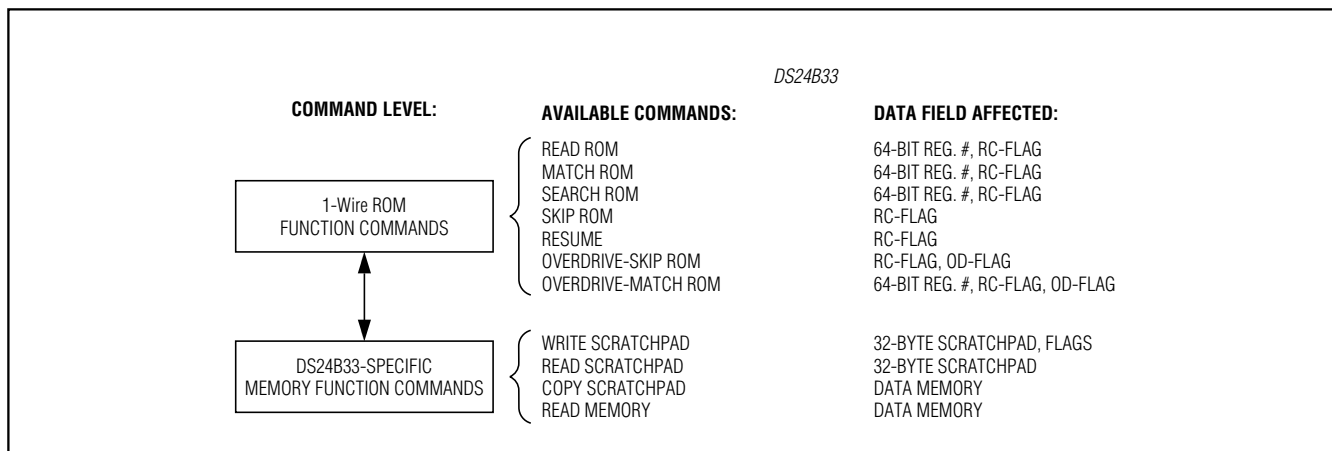 DS24B33
COMMAND LEVEL: AVAILABLE COMMANDS: DATA FIELD AFFECTED:
1-Wire ROM
FUNCTION COMMANDS
READ ROM 64-BIT REG. #, RC-FLAG
MATCH ROM 64-BIT REG. #, RC-FLAG
SEARCH ROM 64-BIT REG. #, RC-FLAG
SKIP ROM RC-FLAG
RESUME RC-FLAG
OVERDRIVE-SKIP ROM RC-FLAG, OD-FLAG
OVERDRIVE-MATCH ROM 64-BIT REG. #, RC-FLAG, OD-FLAG
DS24B33-SPECIFIC
MEMORY FUNCTION COMMANDS
WRITE SCRATCHPAD 32-BYTE SCRATCHPAD, FLAGS
READ SCRATCHPAD 32-BYTE SCRATCHPAD
COPY SCRATCHPAD DATA MEMORY
READ MEMORY DATA MEMORY